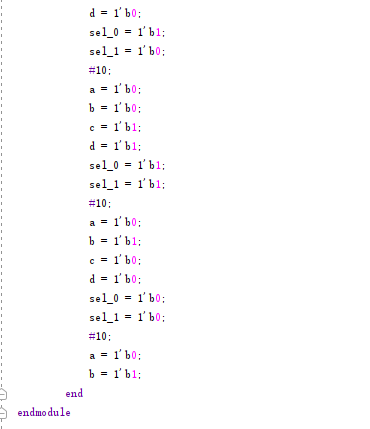 d = 1'b0;
sel_0 = 1'b1;
sel_1 = 1'b0;
#10;
a = 1'b0;
b = 1'b0;
c = 1'b1;
d = 1'b1;
sel_0 = 1'b1;
sel_1 = 1'b1;
#10;
a = 1'b0;
b = 1'b1;
c = 1'b0;
d = 1'b0;
sel_0 = 1'b0;
sel_1 = 1'b0;
#10;
a = 1'b0;
b = 1'b1;
end
endmodule